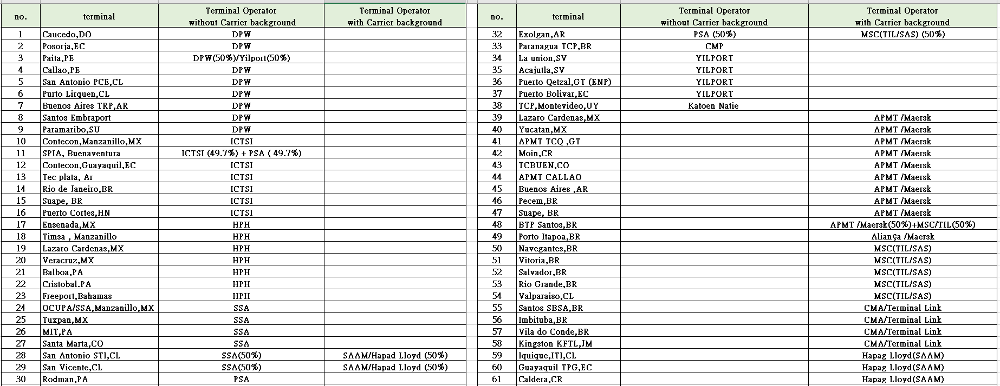 no. terminal Terminal Operator without Carrier background Terminal Operator with Carrier background
1 Caucedo,DO DPW
2 Posorja,EC DPW
3 Paita,PE DPW(50%)/Yilport(50%)
4 Callao,PE DPW
5 San Antonio PCE,CL DPW
6 Purto Lirquen,CL DPW
7 Buenos Aires TRP,AR DPW
8 Santos Embraport DPW
9 Paramaribo,SU DPW
10 Contecon,Manzanillo,MX ICTSI
11 SPIA, Buenaventura ICTSI (49.7%) + PSA ( 49.7%)
12 Contecon,Guayaquil,EC ICTSI
13 Tec plata, Ar ICTSI
14 Rio de Janeiro,BR ICTSI
15 Suape, BR ICTSI
16 Puerto Cortes,HN ICTSI
17 Ensenada,MX HPH
18 Timsa , Manzanillo HPH
19 Lazaro Cardenas,MX HPH
20 Veracruz,MX HPH
21 Balboa,PA HPH
22 Cristobal.PA HPH
23 Freeport,Bahamas HPH
24 OCUPA/SSA,Manzanillo,MX SSA
25 Tuxpan,MX SSA
26 MIT,PA SSA
27 Santa Marta,CO SSA
28 San Antonio STI,CL SSA(50%) SAAM/Hapad Lloyd (50%)
29 San Vicente,CL SSA(50%) SAAM/Hapad Lloyd (50%)
30 Rodman,PA PSA
no. terminal Terminal Operator without Carrier background Terminal Operator with Carrier background
32 Exolgan,AR PSA (50%) MSC(TIL/SAS) (50%)
33 Paranagua TCP,BR CMP
34 La union,SV YILPORT
35 Acajutla,SV YILPORT
36 Puerto Qetzal,GT (ENP) YILPORT
37 Puerto Bolivar,EC YILPORT
38 TCP,Montevideo,UY Katoen Natie
39 Lazaro Cardenas,MX APMT /Maersk
40 Yucatan,MX APMT /Maersk
41 APMT TCQ ,GT APMT /Maersk
42 Moin,CR APMT /Maersk
43 TCBUEN,CO APMT /Maersk
44 APMT CALLAO APMT /Maersk
45 Buenos Aires ,AR APMT /Maersk
46 Pecem,BR APMT /Maersk
47 Suape, BR APMT /Maersk
48 BTP Santos,BR APMT /Maersk(50%)+MSC/TIL(50%)
49 Porto Itapoa,BR Aliança /Maersk
50 Navegantes,BR MSC(TIL/SAS)
51 Vitoria,BR MSC(TIL/SAS)
52 Salvador,BR MSC(TIL/SAS)
53 Rio Grande,BR MSC(TIL/SAS)
54 Valparaiso,CL MSC(TIL/SAS)
55 Santos SBSA,BR CMA/Terminal Link
56 Imbituba,BR CMA/Terminal Link
57 Vila do Conde,BR CMA/Terminal Link
58 Kingston KFTL,JM CMA/Terminal Link
59 Iquique,ITI,CL Hapag Lloyd(SAAM)
60 Guayaquil TPG,EC Hapag Lloyd(SAAM)
61 Caldera,CR Hapag Lloyd(SAAM)